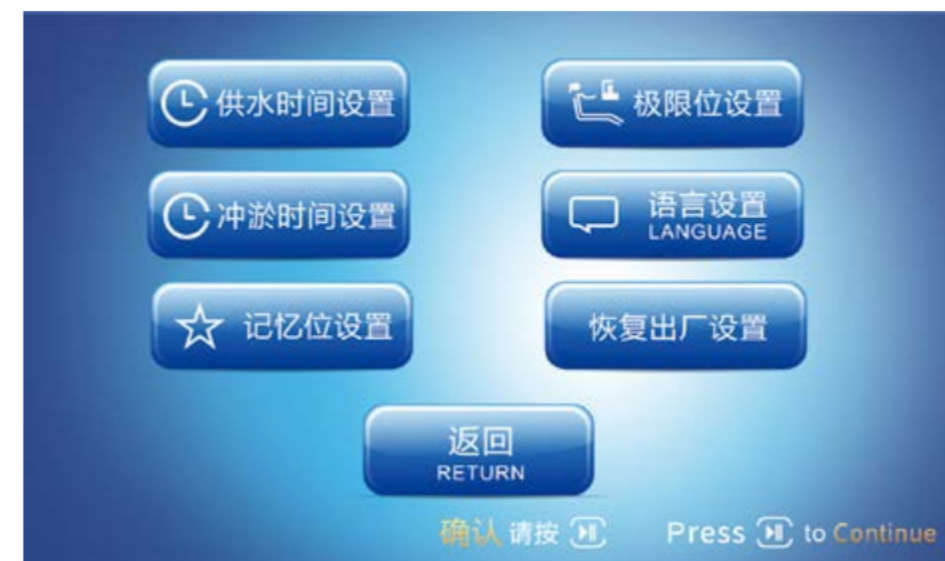 供水时间设置
极限位设置
冲淤时间设置
语言设置
LANGUAGE
记忆位设置
恢复出厂设置
返回
RETURN
确认 请按 Press to Continue